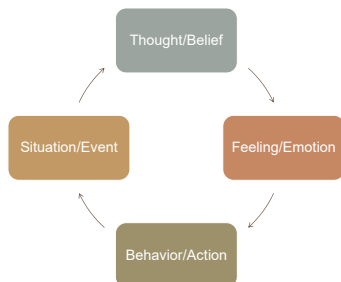 Thought/Belief
Situation/Event
Feeling/Emotion
Behavior/Action